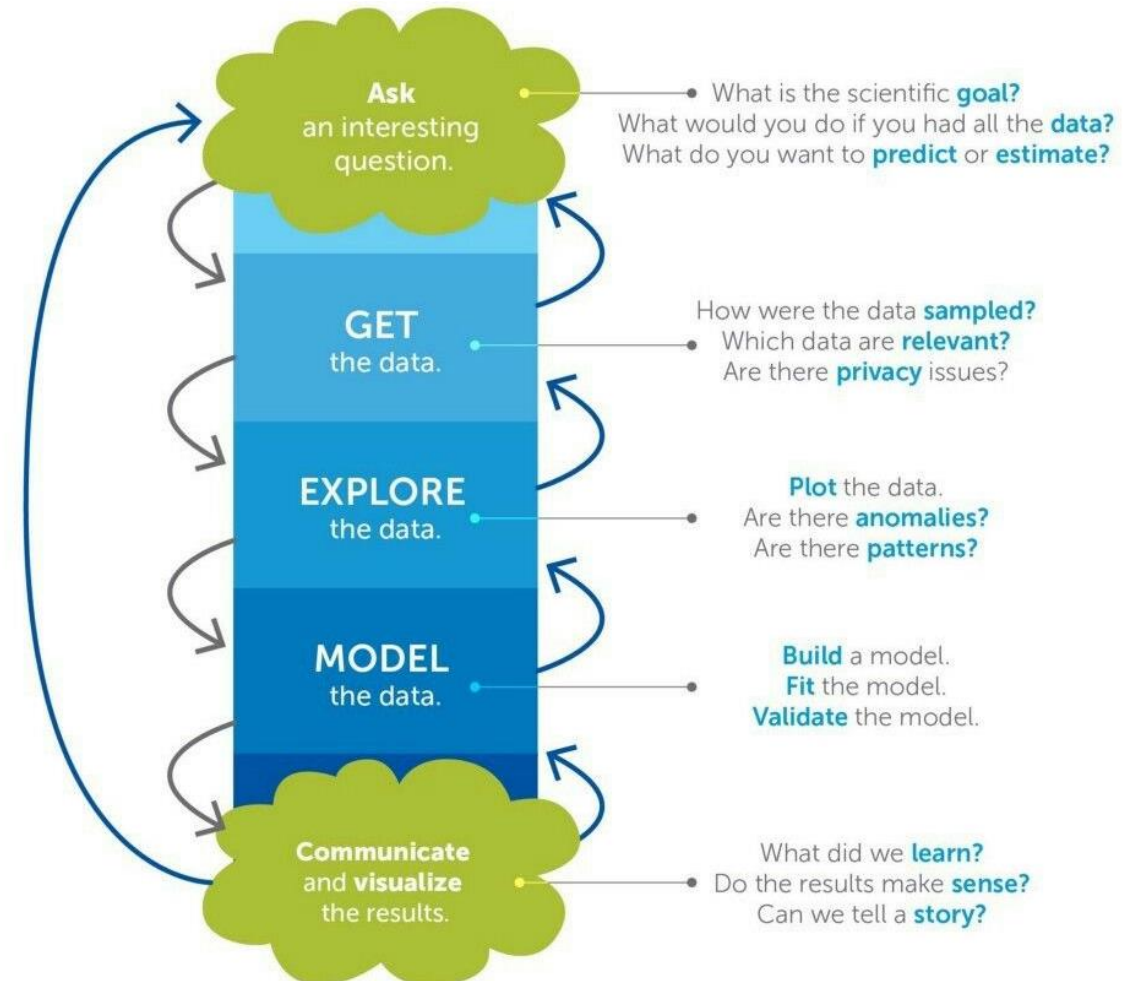 Ask
an interesting
question.
What is the scientific goal?
What would you do if you had all the data?
What do you want to predict or estimate?
GET
the data.
How were the data sampled?
Which data are relevant?
Are there privacy issues?
EXPLORE
the data.
Plot the data.
Are there anomalies?
Are there patterns?
MODEL
the data.
Build a model.
Fit the model.
Validate the model.
Communicate
and visualize
the results.
What did we learn?
Do the results make sense?
Can we tell a story?